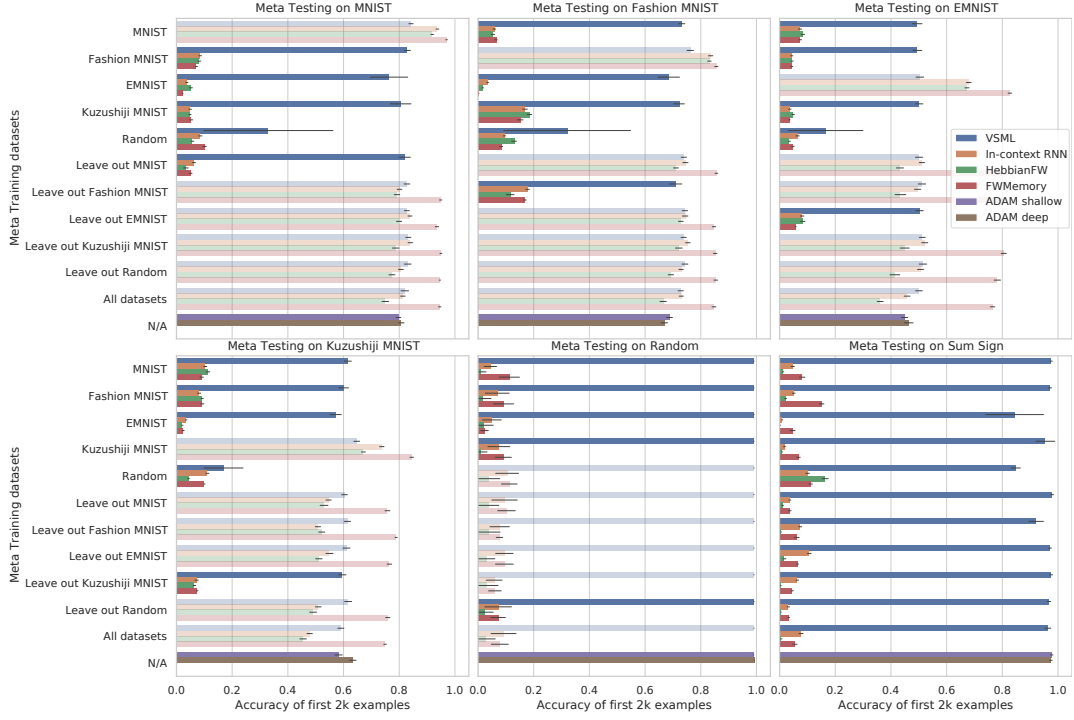 Meta Testing on MNIST
Meta Testing on Fashion MNIST
Meta Testing on EMNIST
Meta Training datasets
MNIST
Fashion MNIST
EMNIST
Kuzushiji MNIST
Random
Leave out MNIST
Leave out Fashion MNIST
Leave out EMNIST
Leave out Kuzushiji MNIST
Leave out Random
All datasets
N/A
VSML
In-context RNN
HebbianFW
FWMemory
ADAM shallow
ADAM deep
Meta Testing on Kuzushiji MNIST
Meta Testing on Random
Meta Testing on Sum Sign
Meta Training datasets
MNIST
Fashion MNIST
EMNIST
Kuzushiji MNIST
Random
Leave out MNIST
Leave out Fashion MNIST
Leave out EMNIST
Leave out Kuzushiji MNIST
Leave out Random
All datasets
N/A
0.0 0.2 0.4 0.6 0.8 1.0
0.0 0.2 0.4 0.6 0.8 1.0
0.0 0.2 0.4 0.6 0.8 1.0
Accuracy of first 2k examples
Accuracy of first 2k examples
Accuracy of first 2k examples